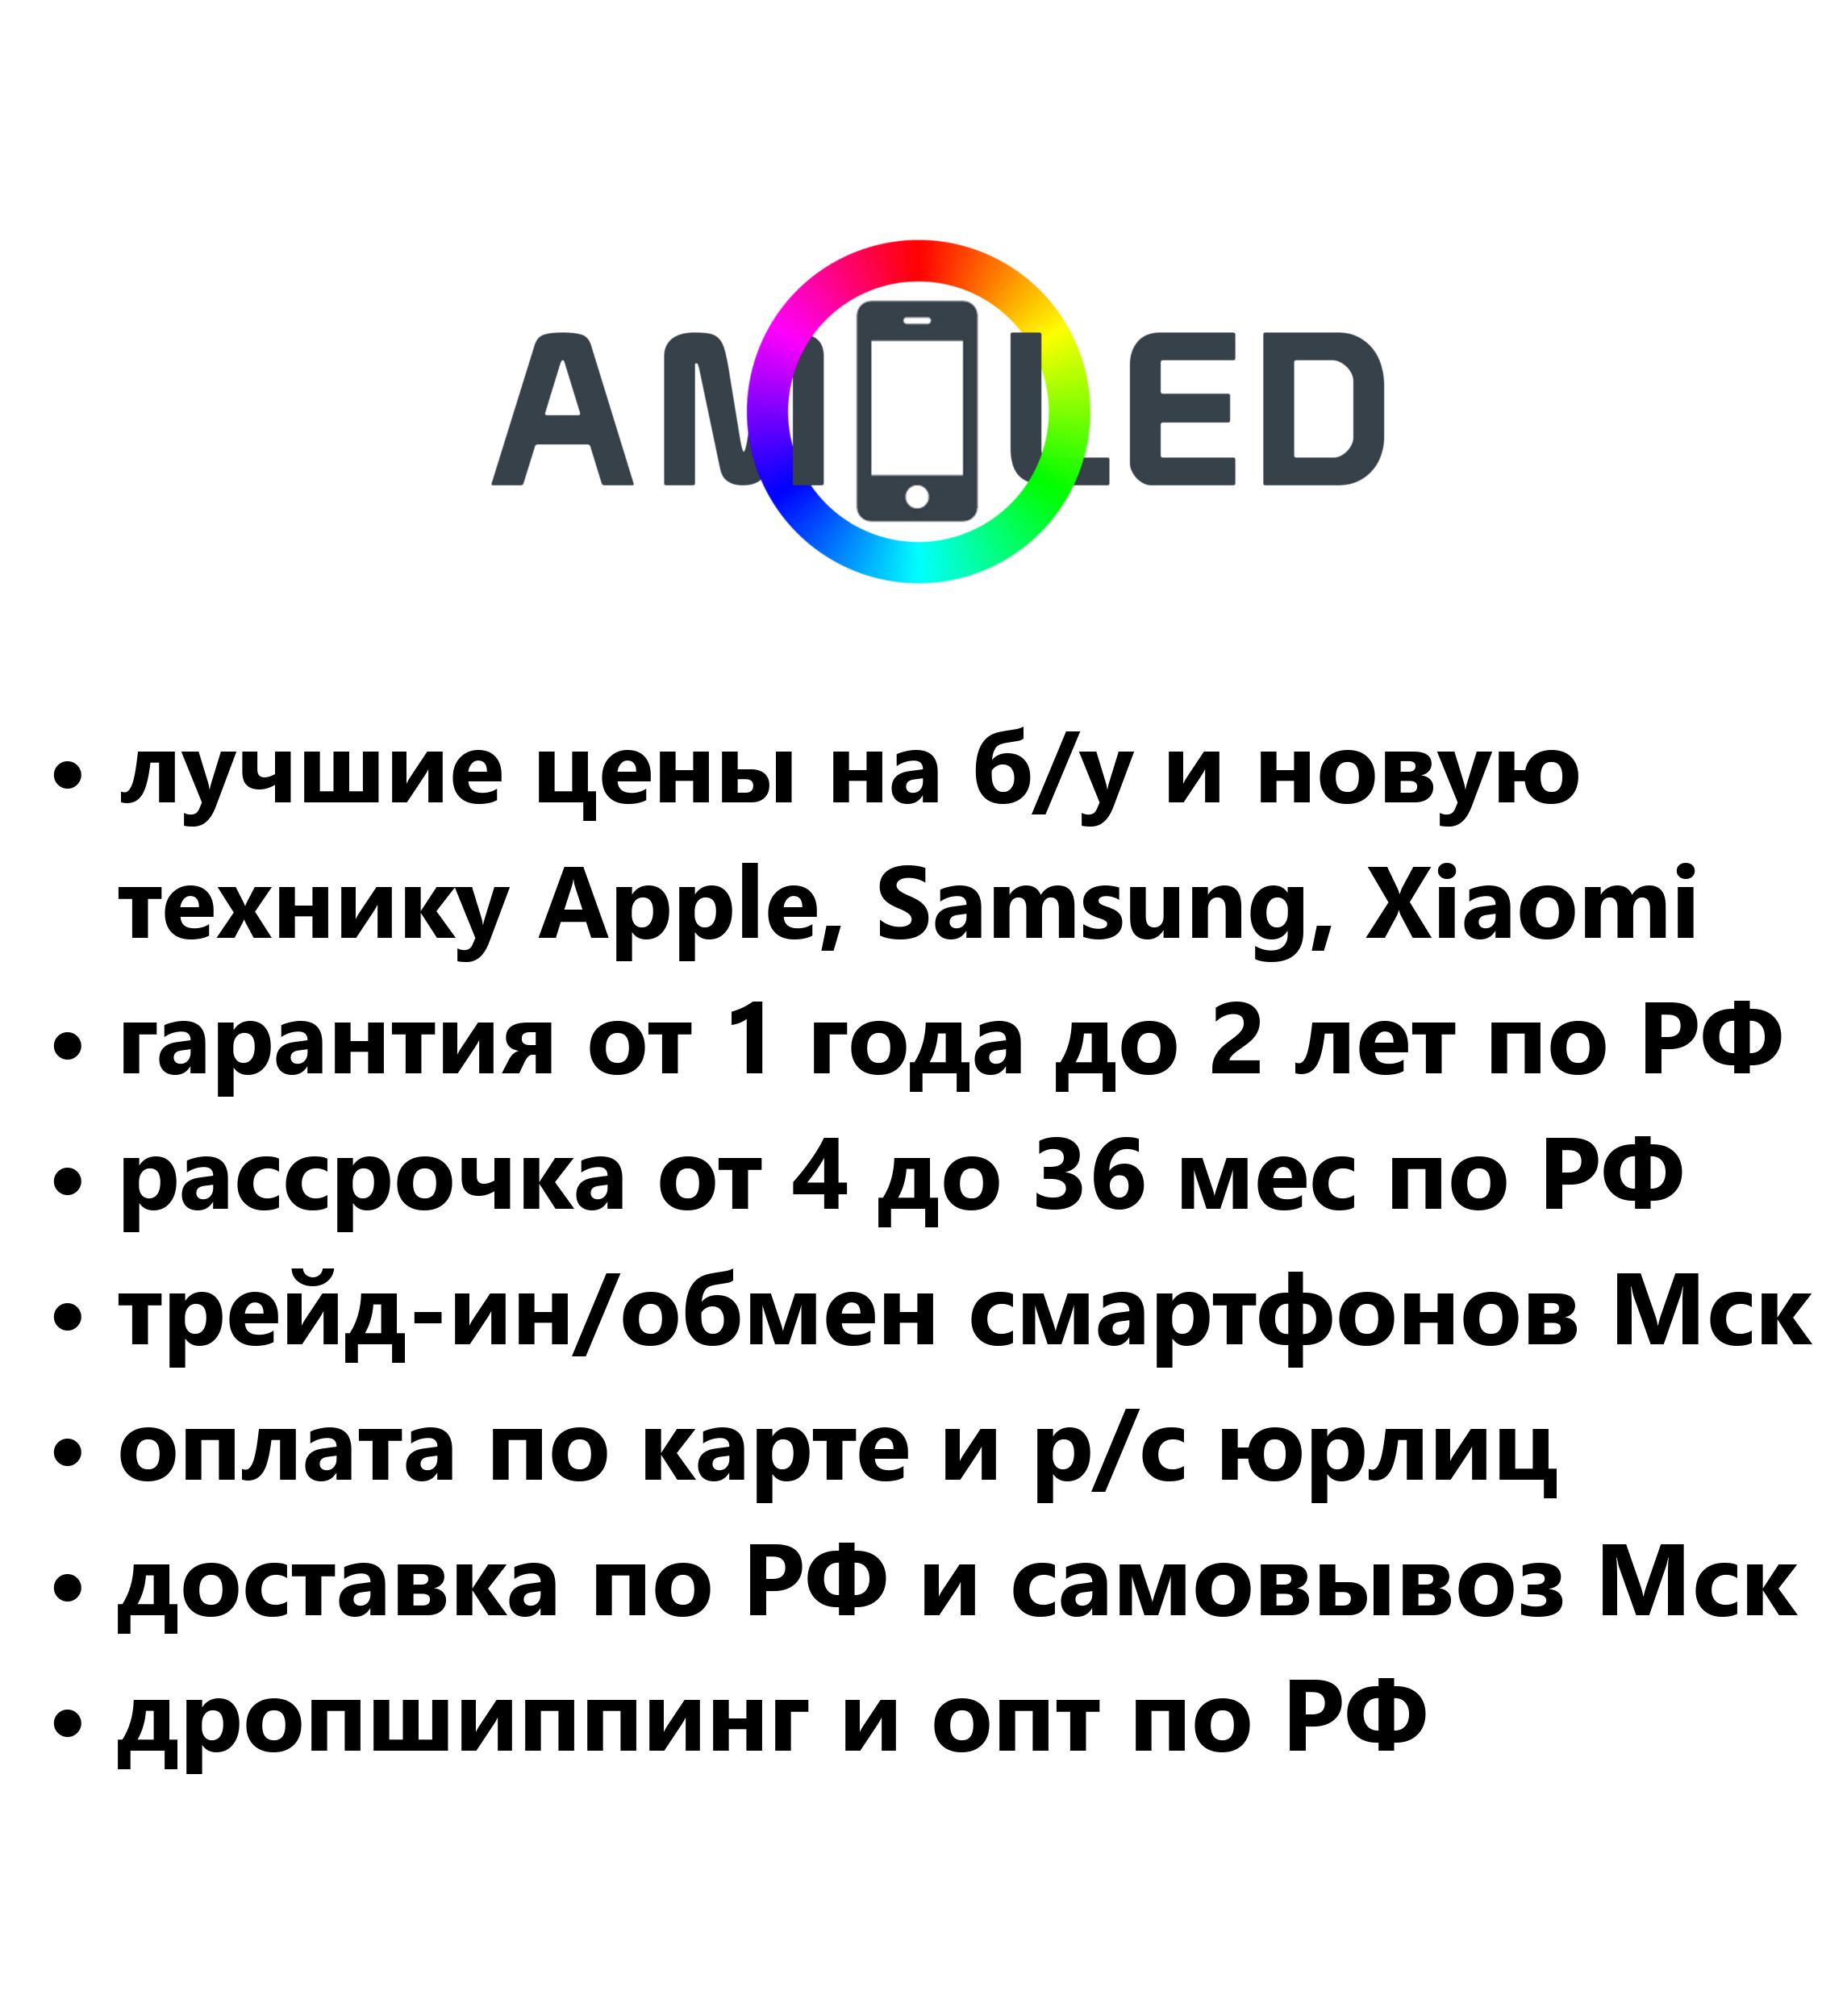 AMOLED
• лучшие цены на б/у и новую
технику Apple, Samsung, Xiaomi
• гарантия от 1 года до 2 лет по РФ
• рассрочка от 4 до 36 мес по РФ
• трейд-ин/обмен смартфонов Мск
• оплата по карте и р/с юрлиц
• доставка по РФ и самовывоз Мск
• дропшиппинг и опт по РФ